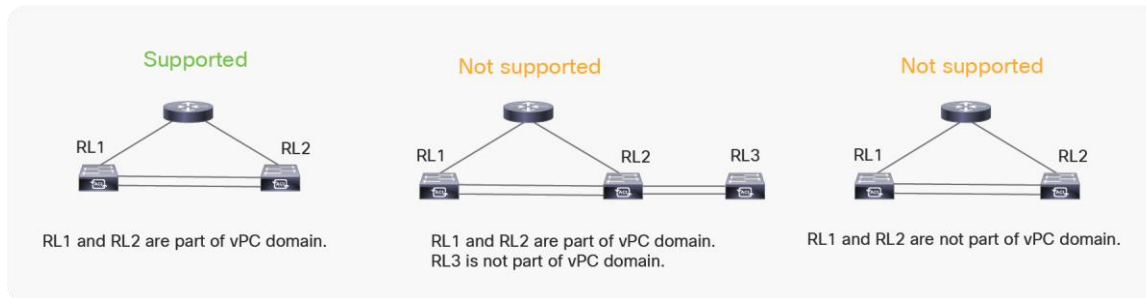 Supported
RL1
RL2
RL1 and RL2 are part of vPC domain.
Not supported
RL1
RL2
RL3
RL1 and RL2 are part of vPC domain.
RL3 is not part of vPC domain.
Not supported
RL1
RL2
RL1 and RL2 are not part of vPC domain.